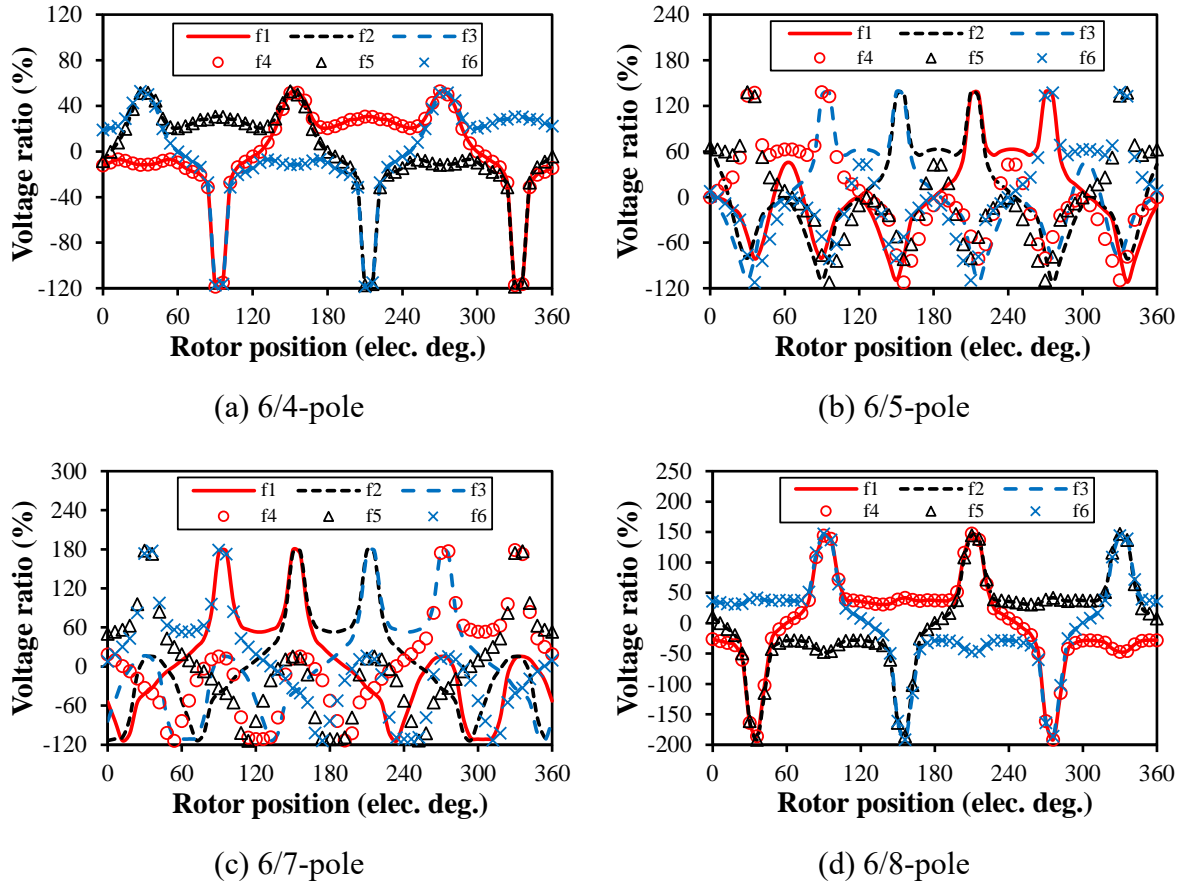 120
80
40
0
-40
-80
-120
Voltage ratio (%)
f1 f2 f3
f4 f5 f6
0 60 120 180 240 300 360
Rotor position (elec. deg.)
(a) 6/4-pole
240
180
120
60
0
-60
-120
Voltage ratio (%)
f1 f2 f3
f4 f5 f6
0 60 120 180 240 300 360
Rotor position (elec. deg.)
(b) 6/5-pole
300
240
180
120
60
0
-60
-120
Voltage ratio (%)
f1 f2 f3
f4 f5 f6
0 60 120 180 240 300 360
Rotor position (elec. deg.)
(c) 6/7-pole
250
200
150
100
50
0
-50
-100
-150
-200
Voltage ratio (%)
f1 f2 f3
f4 f5 f6
0 60 120 180 240 300 360
Rotor position (elec. deg.)
(d) 6/8-pole